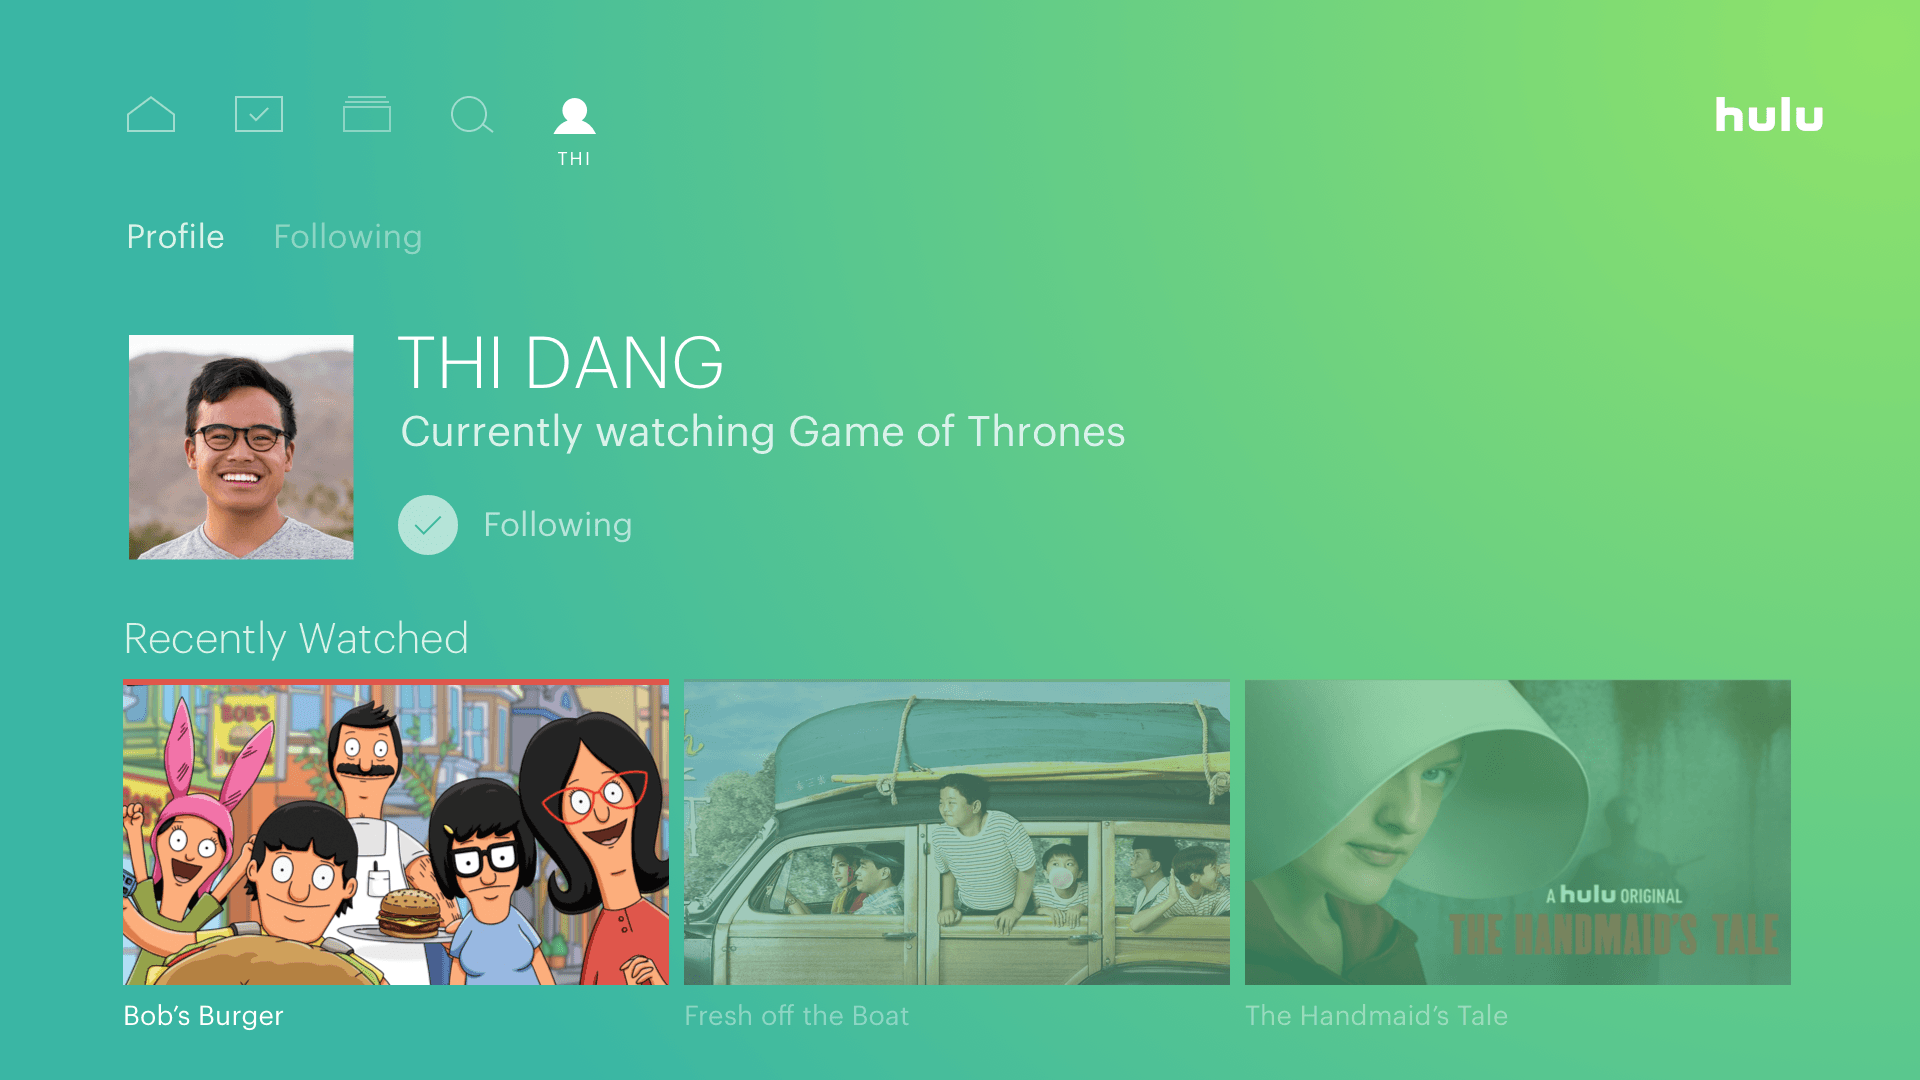 hulu
THI
Profile Following
THI DANG
Currently watching Game of Thrones
Following
Recently Watched
BOB'S
A hulu ORIGINAL
THE HANDMAID'S TALE
Bob's Burger
Fresh off the Boat
The Handmaid's Tale